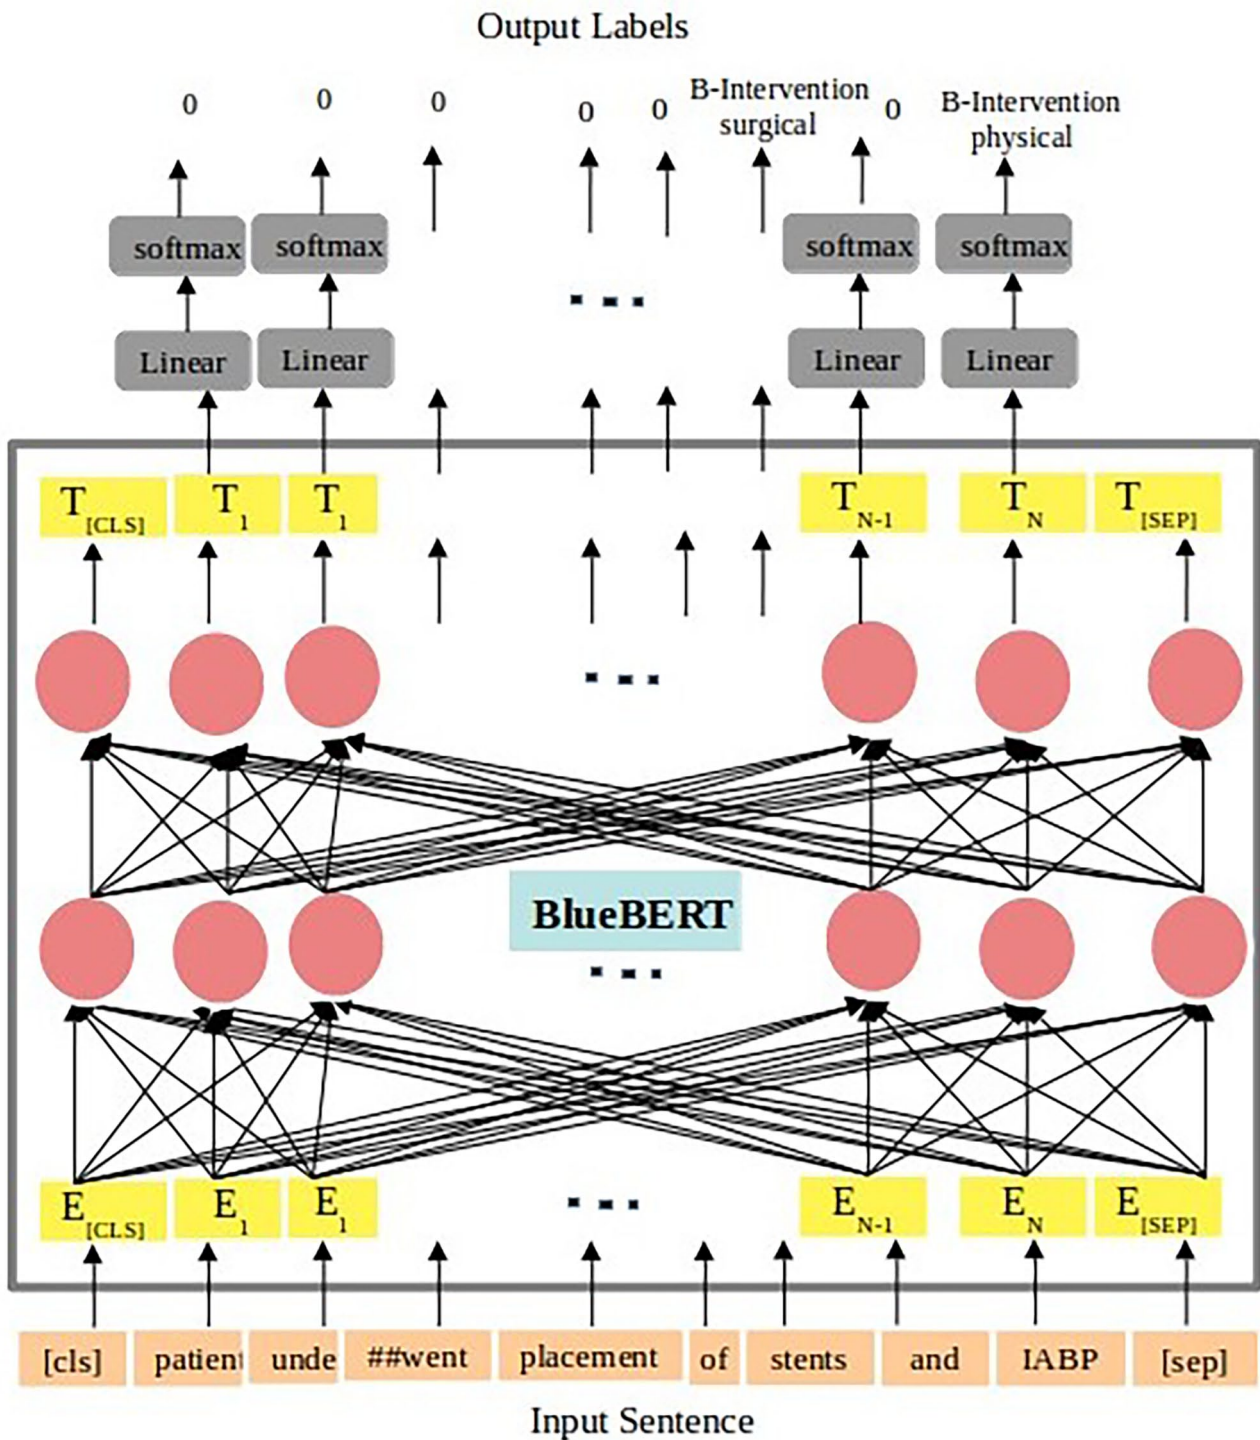 Output Labels
0 0 0 0 0 B-Intervention surgical 0 B-Intervention physical
softmax softmax softmax softmax
Linear Linear Linear Linear
T[CLS] T1 T1 TN-1 TN T[SEP]
BlueBERT
E[CLS] E1 E1 EN-1 EN E[SEP]
[cls] patient unde ##went placement of stents and IABP [sep]
Input Sentence